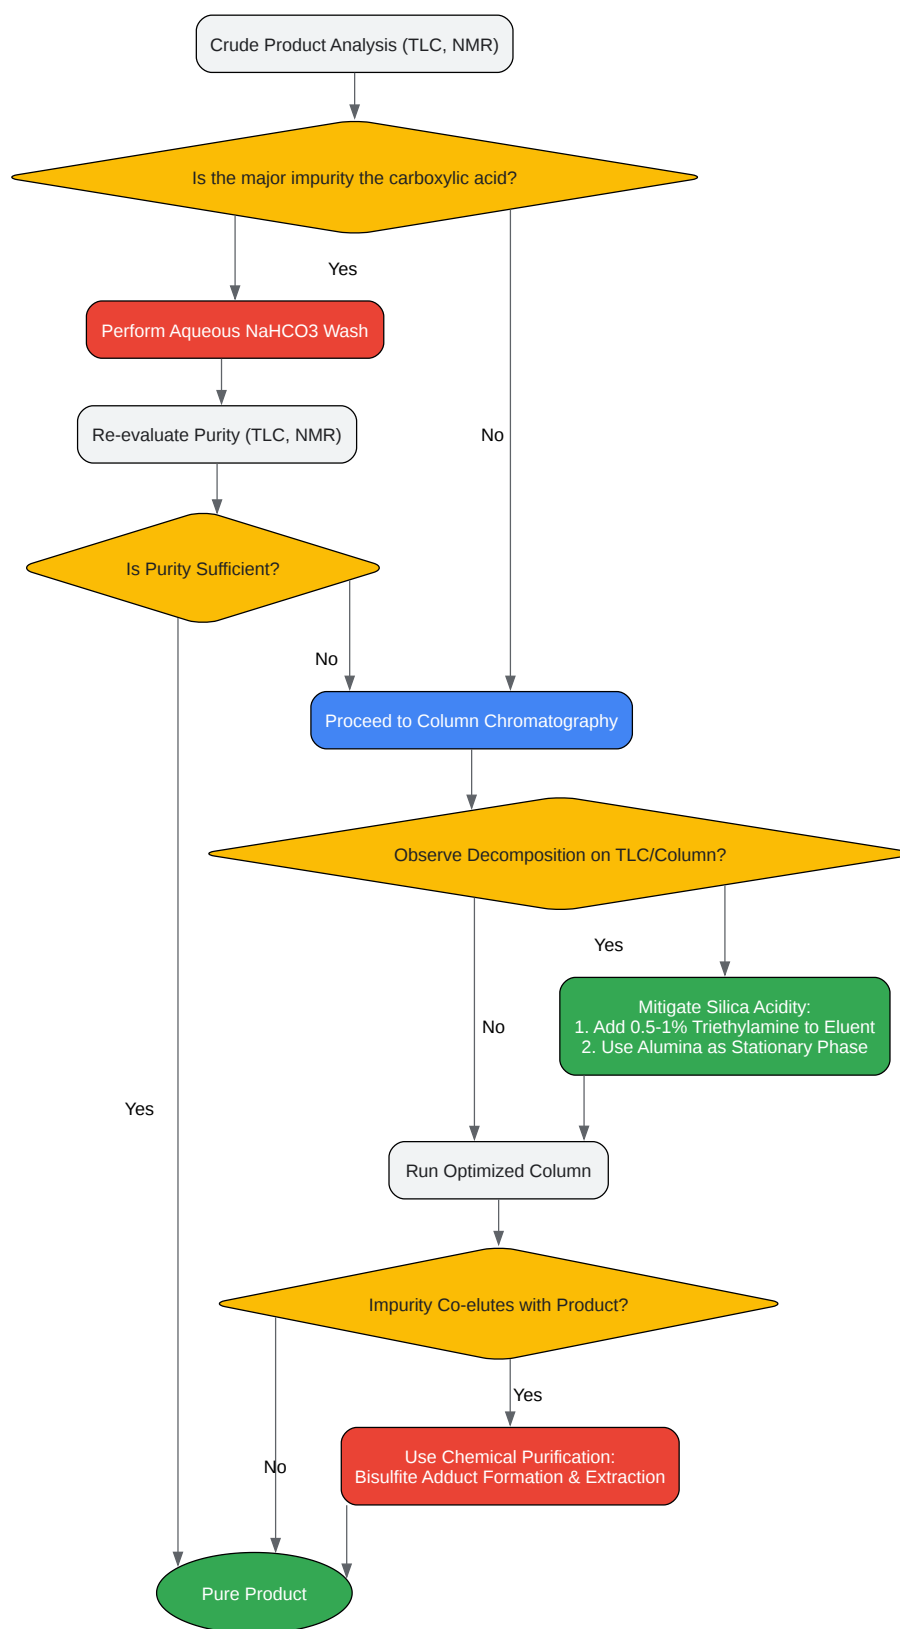 Crude Product Analysis (TLC, NMR)
Is the major impurity the carboxylic acid?
Yes
Perform Aqueous NaHCO3 Wash
Re-evaluate Purity (TLC, NMR)
No
Is Purity Sufficient?
No
Proceed to Column Chromatography
Observe Decomposition on TLC/Column?
Yes
Mitigate Silica Acidity:
1. Add 0.5-1% Triethylamine to Eluent
2. Use Alumina as Stationary Phase
No
Yes
Run Optimized Column
Impurity Co-elutes with Product?
Yes
Use Chemical Purification:
Bisulfite Adduct Formation & Extraction
No
Pure Product